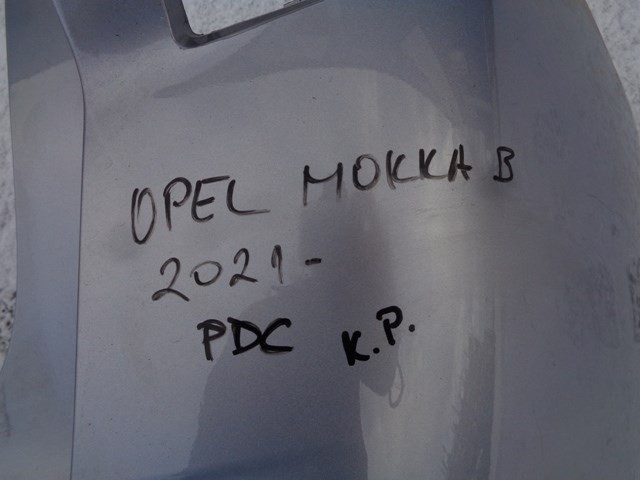 OPEL MOKKA B
2021-
PDC K.P.